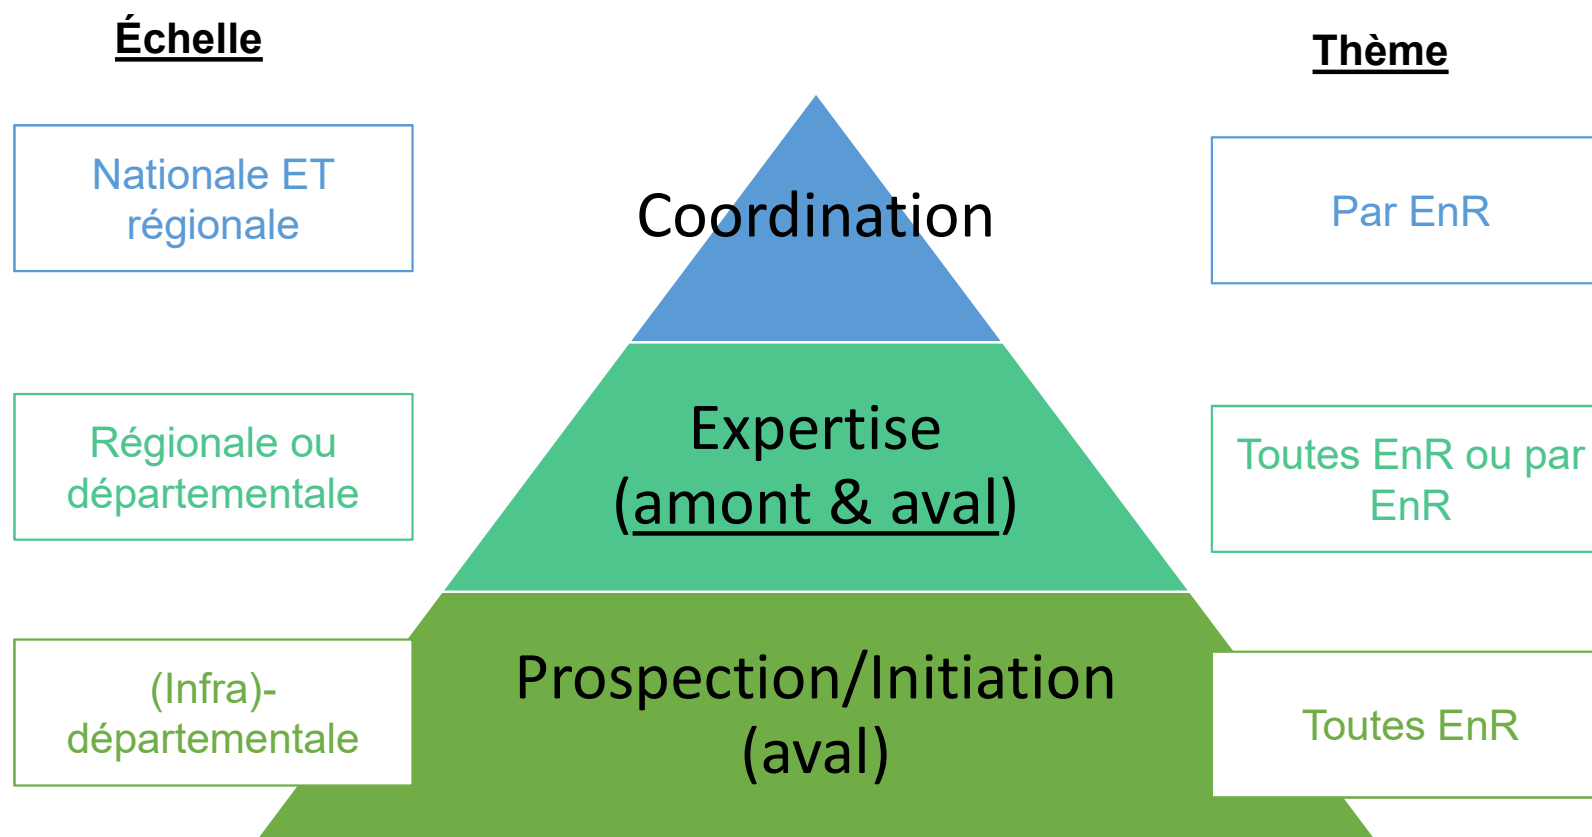 Échelle
Thème
Nationale ET
régionale
Coordination
Par EnR
Régionale ou
départementale
Expertise
(amont & aval)
Toutes EnR ou par
EnR
(Infra)-
départementale
Prospection/Initiation
(aval)
Toutes EnR